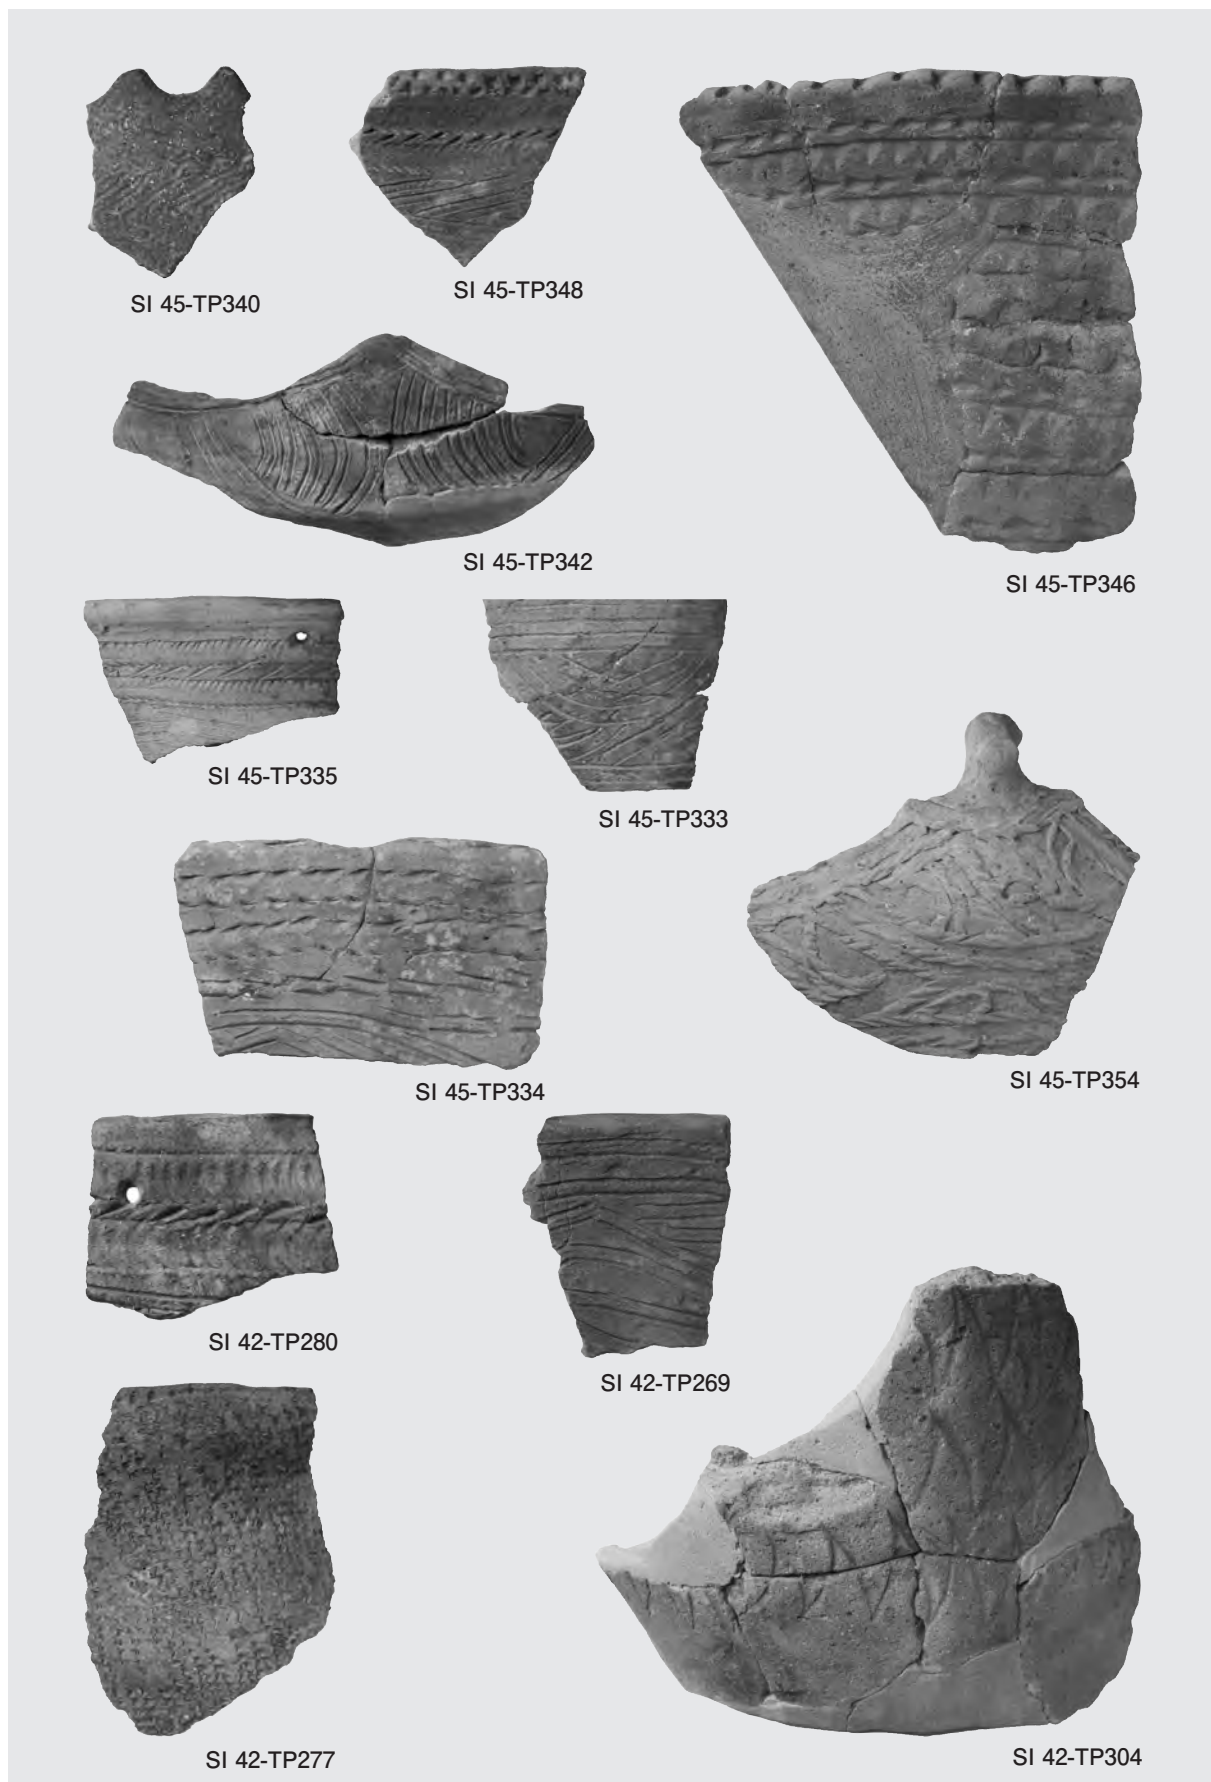 SI 45-TP340
SI 45-TP348
SI 45-TP342
SI 45-TP346
SI 45-TP335
SI 45-TP333
SI 45-TP334
SI 45-TP354
SI 42-TP280
SI 42-TP269
SI 42-TP277
SI 42-TP304